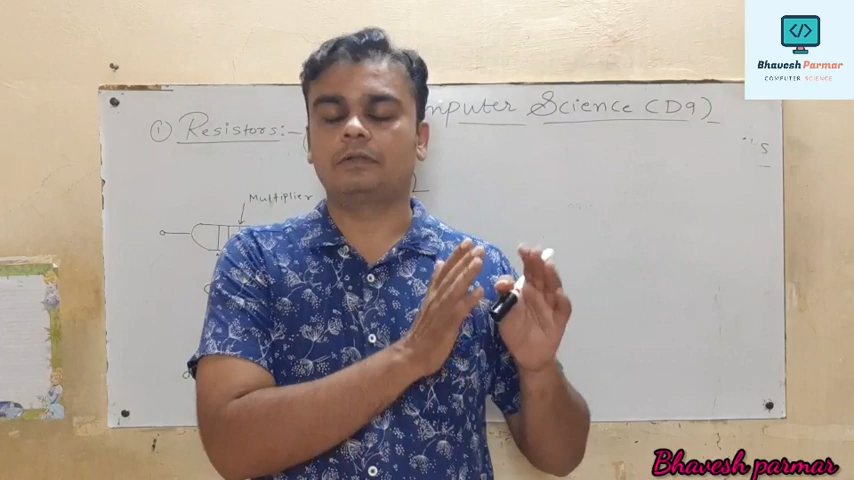 Bhavesh Parmar
COMPUTER SCIENCE
mputer Science (D9)
① Resistors:-
Multiplier
Bhavesh parmar